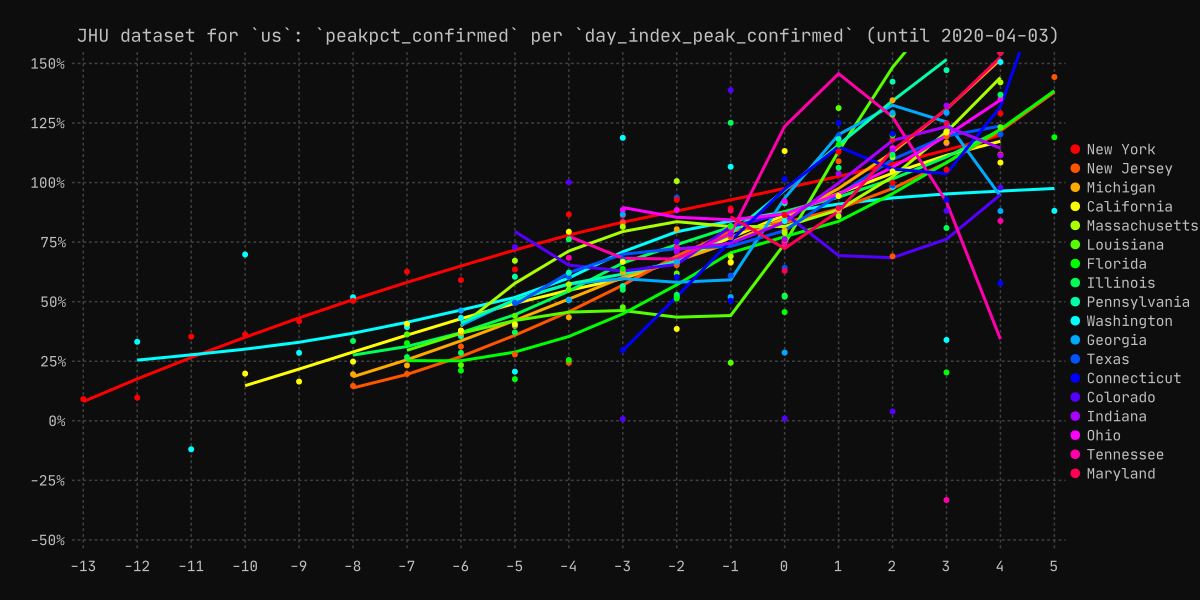 JHU dataset for `us`: `peakpct_confirmed` per `day_index_peak_confirmed` (until 2020-04-03)
150%
125%
100%
75%
50%
25%
0%
-25%
-50%
-13 -12 -11 -10 -9 -8 -7 -6 -5 -4 -3 -2 -1 0 1 2 3 4 5
New York
New Jersey
Michigan
California
Massachusetts
Louisiana
Florida
Illinois
Pennsylvania
Washington
Georgia
Texas
Connecticut
Colorado
Indiana
Ohio
Tennessee
Maryland